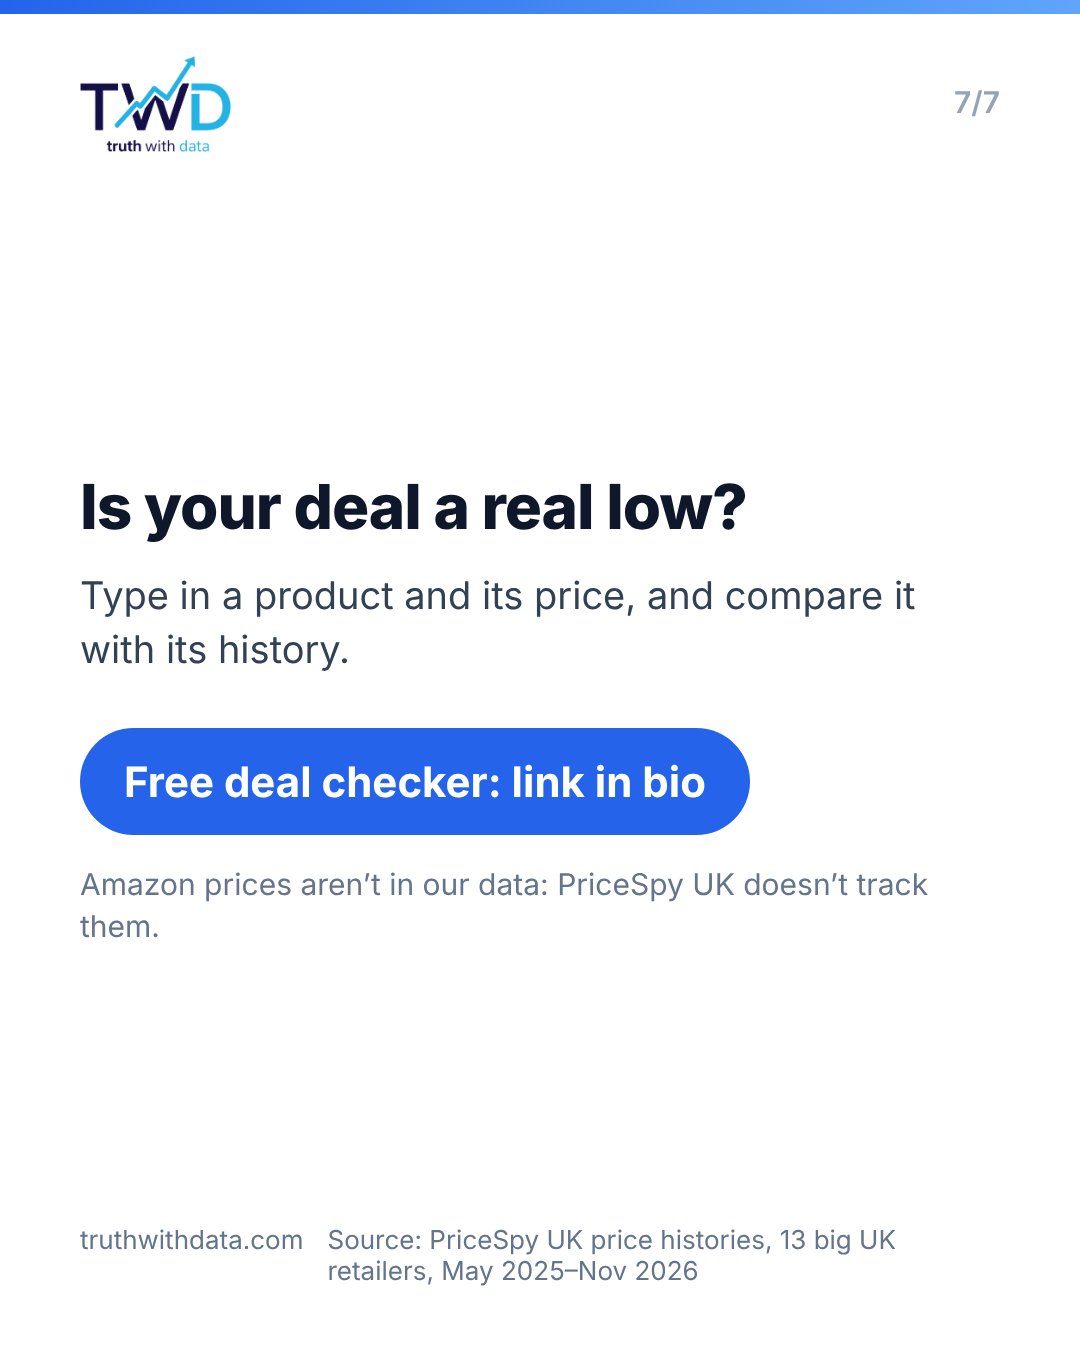 TWD
truth with data
7/7
Is your deal a real low?
Type in a product and its price, and compare it
with its history.
Free deal checker: link in bio
Amazon prices aren’t in our data: PriceSpy UK doesn’t track
them.
truthwithdata.com
Source: PriceSpy UK price histories, 13 big UK
retailers, May 2025–Nov 2026